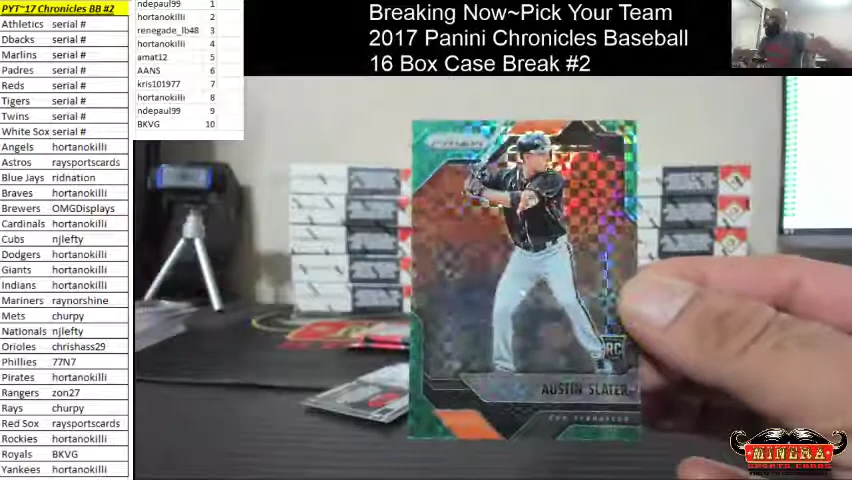 PYT~17 Chronicles BB #2
Athletics serial #
Dbacks serial #
Marlins serial #
Padres serial #
Reds serial #
Tigers serial #
Twins serial #
White Sox serial #
Angels hortanokilli
Astros raysportscards
Blue Jays ridnation
Braves hortanokilli
Brewers OMGDisplays
Cardinals hortanokilli
Cubs njlefty
Dodgers hortanokilli
Giants hortanokilli
Indians hortanokilli
Mariners raynorshine
Mets churpy
Nationals njlefty
Orioles chrishass29
Phillies 77N7
Pirates hortanokilli
Rangers zon27
Rays churpy
Red Sox raysportscards
Rockies hortanokilli
Royals BKVG
Yankees hortanokilli
ndepaul99 1
hortanokilli 2
renegade_lb48 3
hortanokilli 4
amat12 5
AANS 6
kris101977 7
hortanokilli 8
ndepaul99 9
BKVG 10
Breaking Now~Pick Your Team
2017 Panini Chronicles Baseball
16 Box Case Break #2
PRIZM
RC
AUSTIN SLATER
SAN FRANCISCO
MINERA
SPORTS CARDS